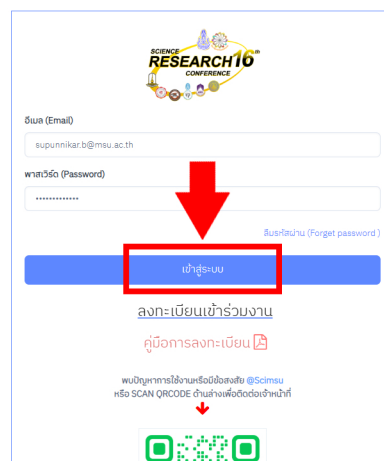 SCIENCE
RESEARCH 16th
CONFERENCE
อีเมล (Email)
supunnikar.b@msu.ac.th
พาสเวิร์ด (Password)
•••••••••••••
ลืมรหัสผ่าน (Forget password )
เข้าสู่ระบบ
ลงทะเบียนเข้าร่วมงาน
คู่มือการลงทะเบียน
พบปัญหาการใช้งานหรือมีข้อสงสัย @Scimsu
หรือ SCAN QRCODE ด้านล่างเพื่อติดต่อเจ้าหน้าที่